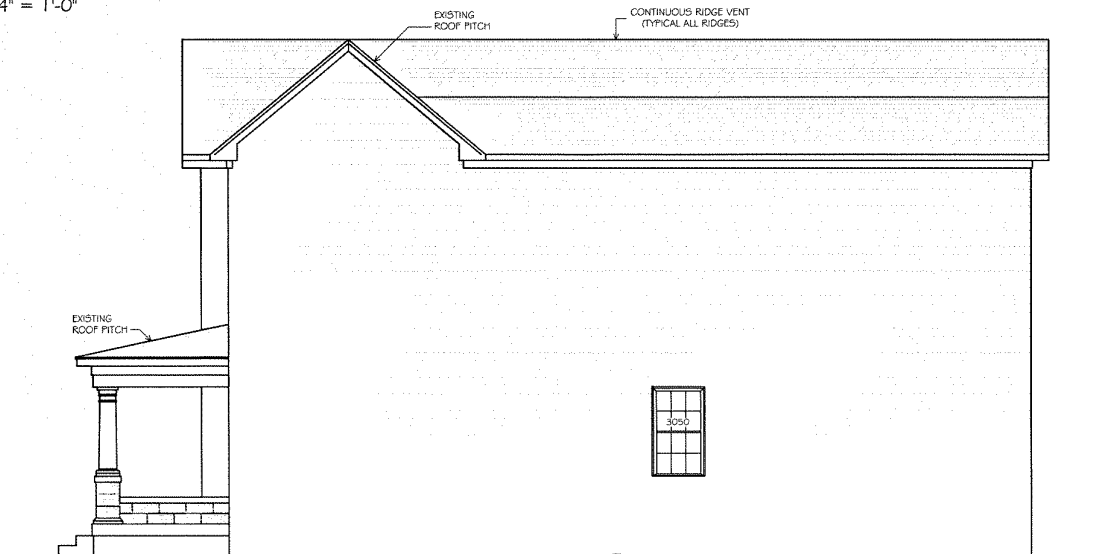 4" = 1'-0"
EXISTING
ROOF PITCH
CONTINUOUS RIDGE VENT
(TYPICAL ALL RIDGES)
EXISTING
ROOF PITCH
3050